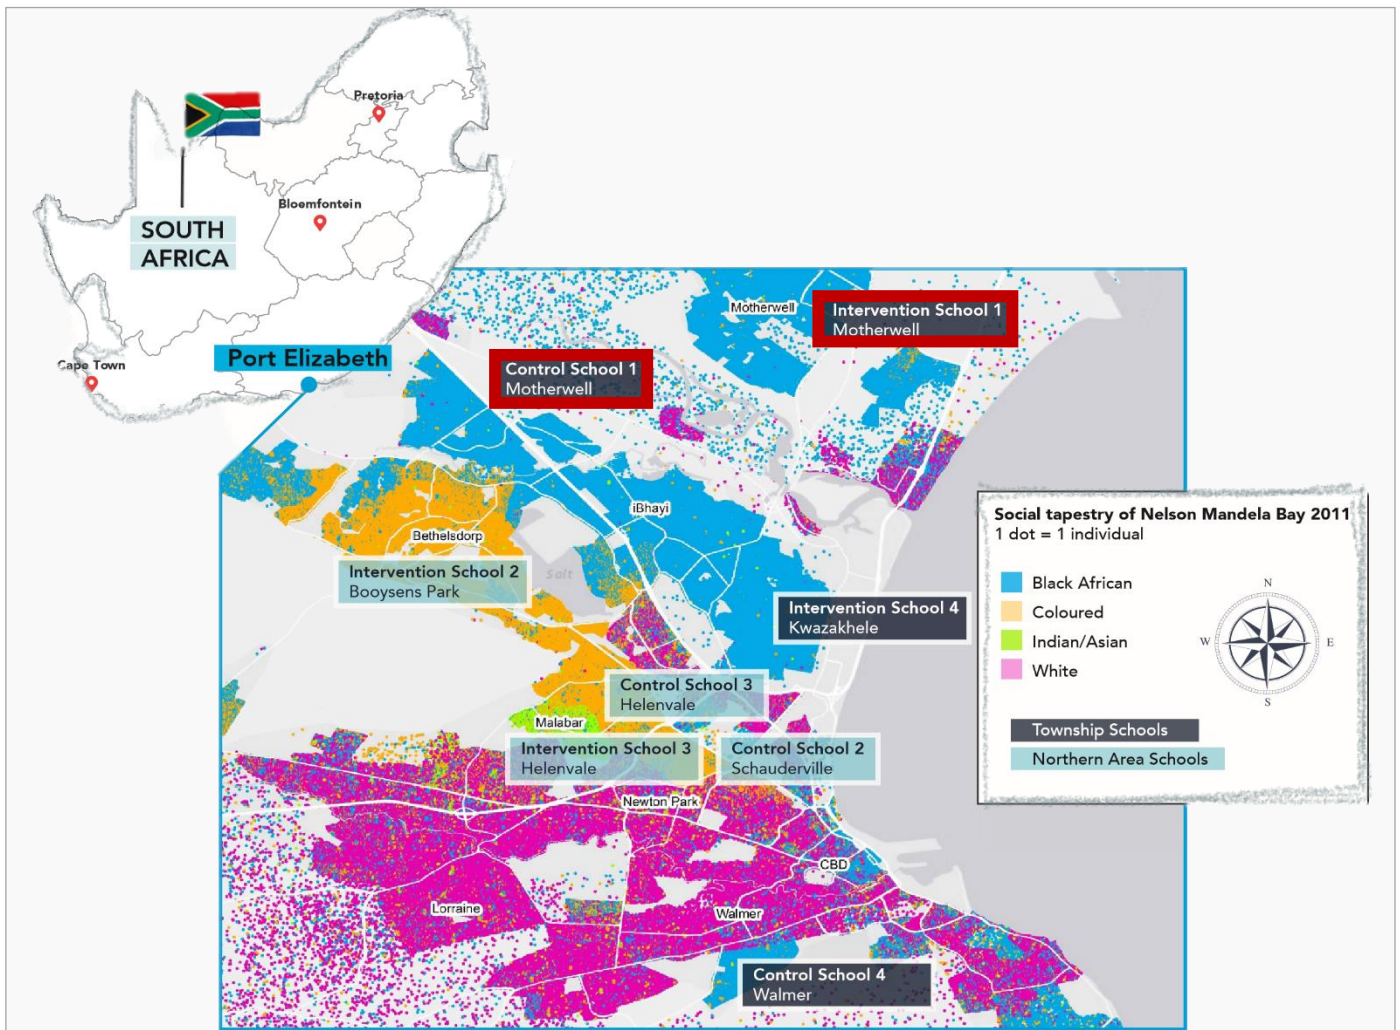 Pretoria
Bloemfontein
SOUTH
AFRICA
Port Elizabeth
Cape Town
Motherwell
Intervention School 1
Motherwell
Control School 1
Motherwell
iBhayi
Bethelsdorp
Intervention School 2
Booysens Park
Salt
Intervention School 4
Kwazakhele
Control School 3
Helenvale
Malabar
Intervention School 3
Helenvale
Control School 2
Schauderville
Newton Park
CBD
Lorraine
Walmer
Control School 4
Walmer
Social tapestry of Nelson Mandela Bay 2011
1 dot = 1 individual
Black African
Coloured
Indian/Asian
White
N
W
E
S
Township Schools
Northern Area Schools